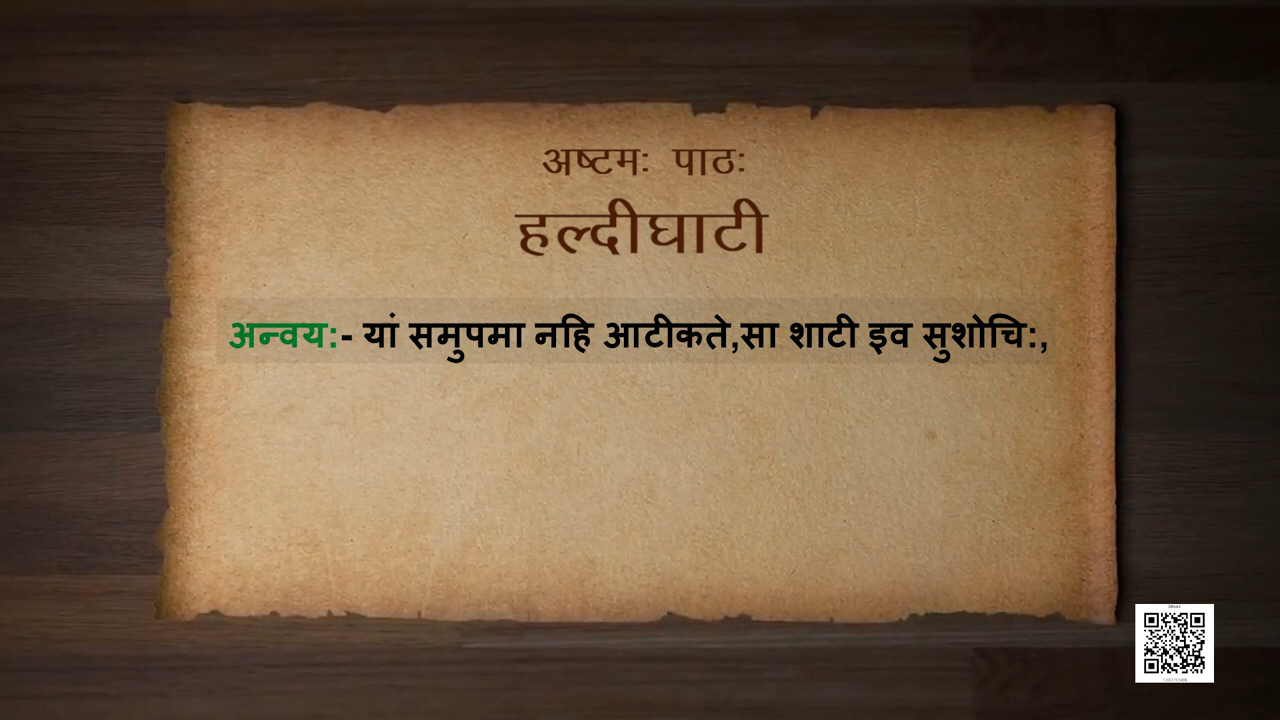 अष्टमः पाठः
हल्दीघाटी
अन्वय:- यां समुपमा नहि आटीकते,सा शाटी इव सुशोचि:,